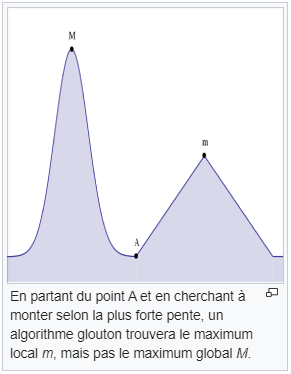 M
m
A
En partant du point A et en cherchant à
monter selon la plus forte pente, un
algorithme glouton trouvera le maximum
local m, mais pas le maximum global M.